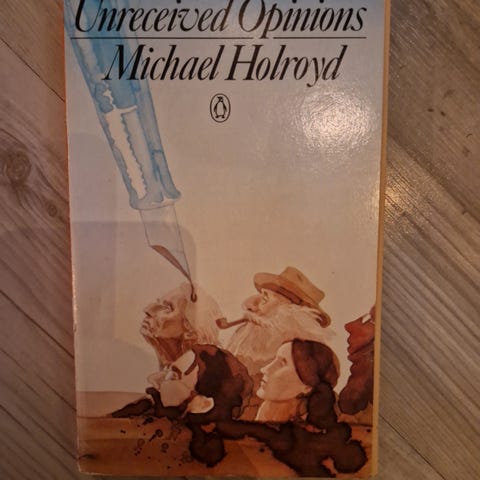 Unreceived Opinions
Michael Holroyd